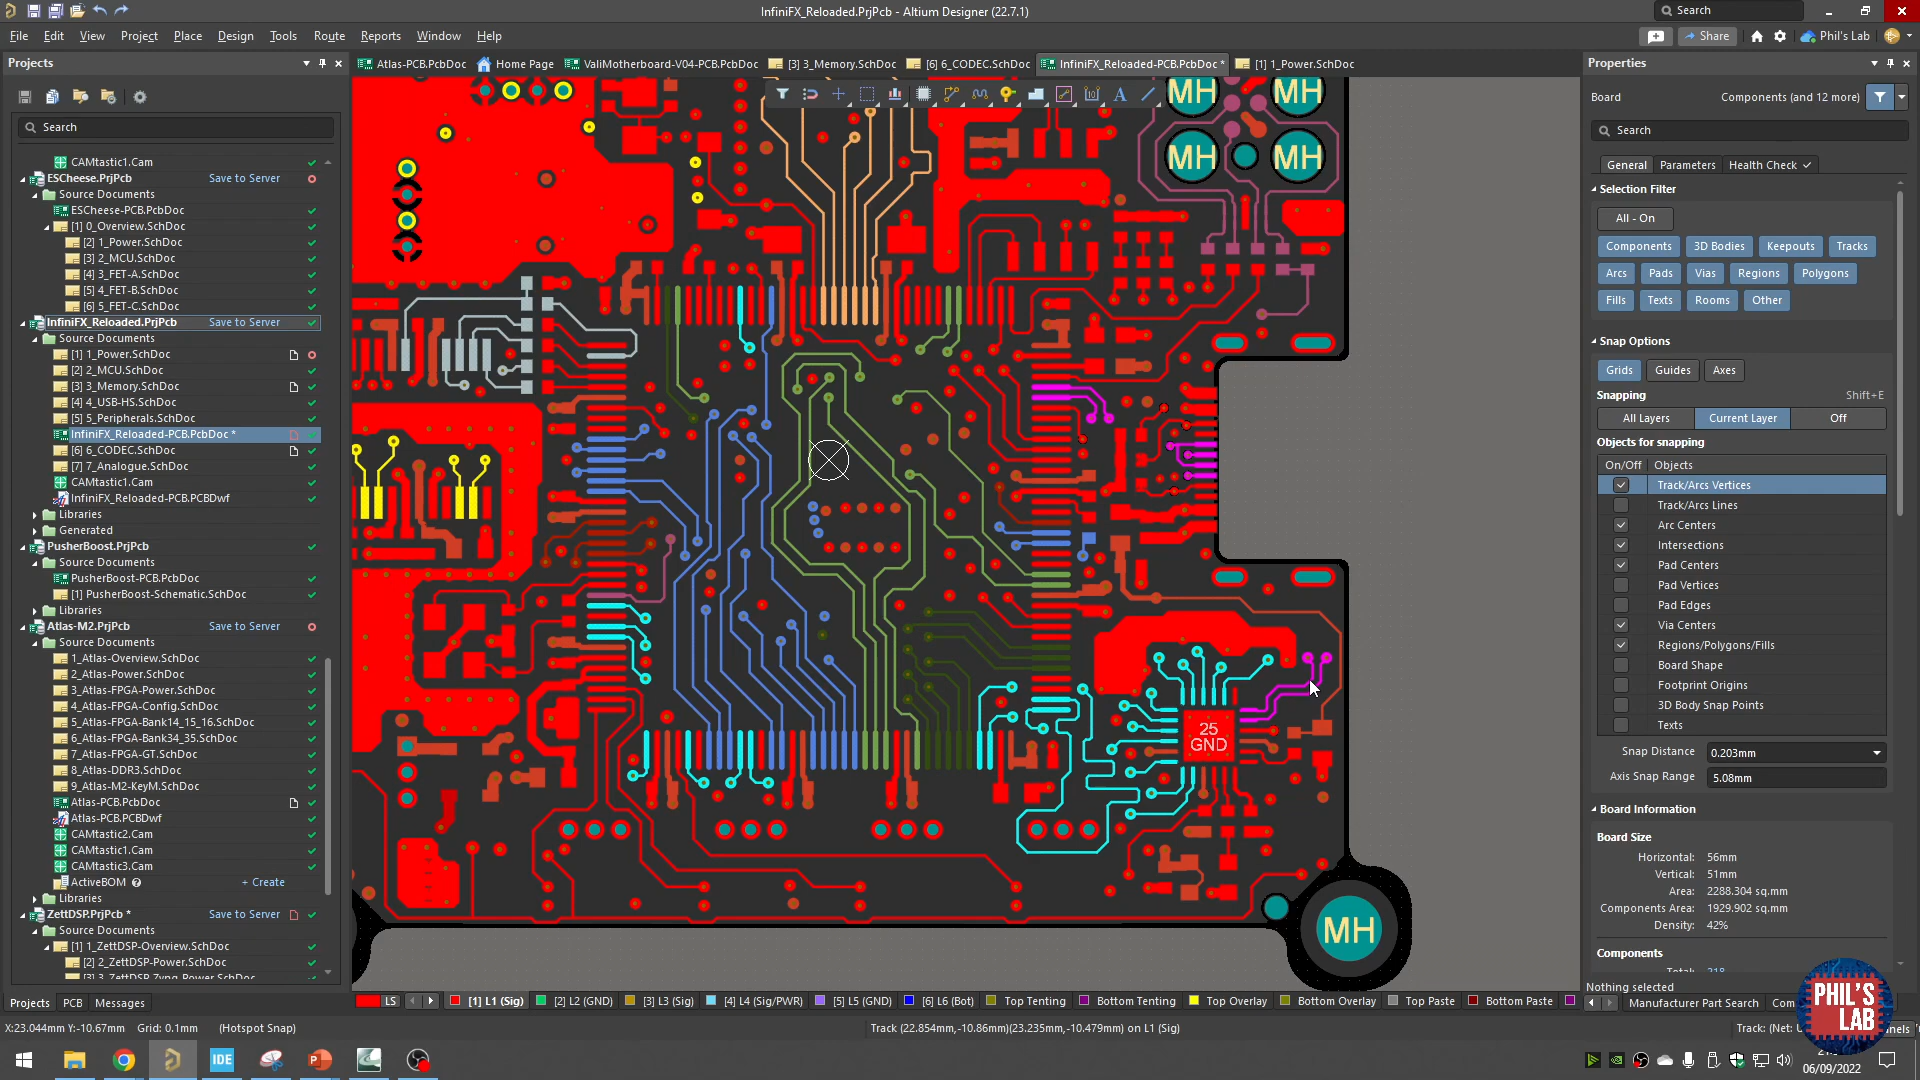 InfiniFX_Reloaded.PrjPcb - Altium Designer (22.7.1)
Search
File Edit View Project Place Design Tools Route Reports Window Help
Share
Phil's Lab
Projects
Atlas-PCB.PcbDoc
Home Page
ValiMotherboard-V04-PCB.PcbDoc
[3] 3_Memory.SchDoc
[6] 6_CODEC.SchDoc
InfiniFX_Reloaded-PCB.PcbDoc *
[1] 1_Power.SchDoc
Search
CAMtastic1.Cam
ESCheese.PrjPcb Save to Server
Source Documents
ESCheese-PCB.PcbDoc
[1] 0_Overview.SchDoc
[2] 1_Power.SchDoc
[3] 2_MCU.SchDoc
[4] 3_FET-A.SchDoc
[5] 4_FET-B.SchDoc
[6] 5_FET-C.SchDoc
InfiniFX_Reloaded.PrjPcb Save to Server
Source Documents
[1] 1_Power.SchDoc
[2] 2_MCU.SchDoc
[3] 3_Memory.SchDoc
[4] 4_USB-HS.SchDoc
[5] 5_Peripherals.SchDoc
InfiniFX_Reloaded-PCB.PcbDoc *
[6] 6_CODEC.SchDoc
[7] 7_Analogue.SchDoc
CAMtastic1.Cam
InfiniFX_Reloaded-PCB.PCBDwf
Libraries
Generated
PusherBoost.PrjPcb
Source Documents
PusherBoost-PCB.PcbDoc
[1] PusherBoost-Schematic.SchDoc
Libraries
Atlas-M2.PrjPcb Save to Server
Source Documents
1_Atlas-Overview.SchDoc
2_Atlas-Power.SchDoc
3_Atlas-FPGA-Power.SchDoc
4_Atlas-FPGA-Config.SchDoc
5_Atlas-FPGA-Bank14_15_16.SchDoc
6_Atlas-FPGA-Bank34_35.SchDoc
7_Atlas-FPGA-GT.SchDoc
8_Atlas-DDR3.SchDoc
9_Atlas-M2-KeyM.SchDoc
Atlas-PCB.PcbDoc
Atlas-PCB.PCBDwf
CAMtastic2.Cam
CAMtastic1.Cam
CAMtastic3.Cam
ActiveBOM + Create
Libraries
ZettDSP.PrjPcb * Save to Server
Source Documents
[1] 1_ZettDSP-Overview.SchDoc
[2] 2_ZettDSP-Power.SchDoc
[3] 3_ZettDSP-Zynq_Power.SchDoc
Projects PCB Messages
MH MH
MH MH
25
GND
MH
LS
[1] L1 (Sig)
[2] L2 (GND)
[3] L3 (Sig)
[4] L4 (Sig/PWR)
[5] L5 (GND)
[6] L6 (Bot)
Top Tenting
Bottom Tenting
Top Overlay
Bottom Overlay
Top Paste
Bottom Paste
Properties
Board Components (and 12 more)
Search
General Parameters Health Check
Selection Filter
All - On
Components 3D Bodies Keepouts Tracks
Arcs Pads Vias Regions Polygons
Fills Texts Rooms Other
Snap Options
Grids Guides Axes
Snapping Shift+E
All Layers Current Layer Off
Objects for snapping
On/Off Objects
Track/Arcs Vertices
Track/Arcs Lines
Arc Centers
Intersections
Pad Centers
Pad Vertices
Pad Edges
Via Centers
Regions/Polygons/Fills
Board Shape
Footprint Origins
3D Body Snap Points
Texts
Snap Distance 0.203mm
Axis Snap Range 5.08mm
Board Information
Board Size
Horizontal: 56mm
Vertical: 51mm
Area: 2288.304 sq.mm
Components Area: 1929.902 sq.mm
Density: 42%
Components
Total: 218
Nothing selected
Manufacturer Part Search
X:23.044mm Y:-10.67mm Grid: 0.1mm (Hotspot Snap)
Track (22.854mm,-10.86mm)(23.235mm,-10.479mm) on L1 (Sig)
Track: (Net:
PHIL'S
LAB
IDE
06/09/2022